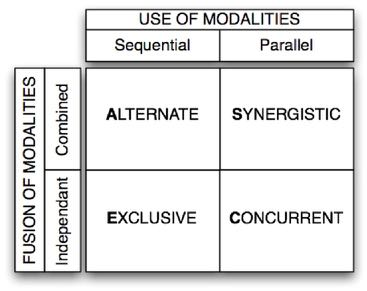 USE OF MODALITIES
Sequential Parallel
FUSION OF MODALITIES
Combined
ALTERNATE SYNERGISTIC
Independant
EXCLUSIVE CONCURRENT